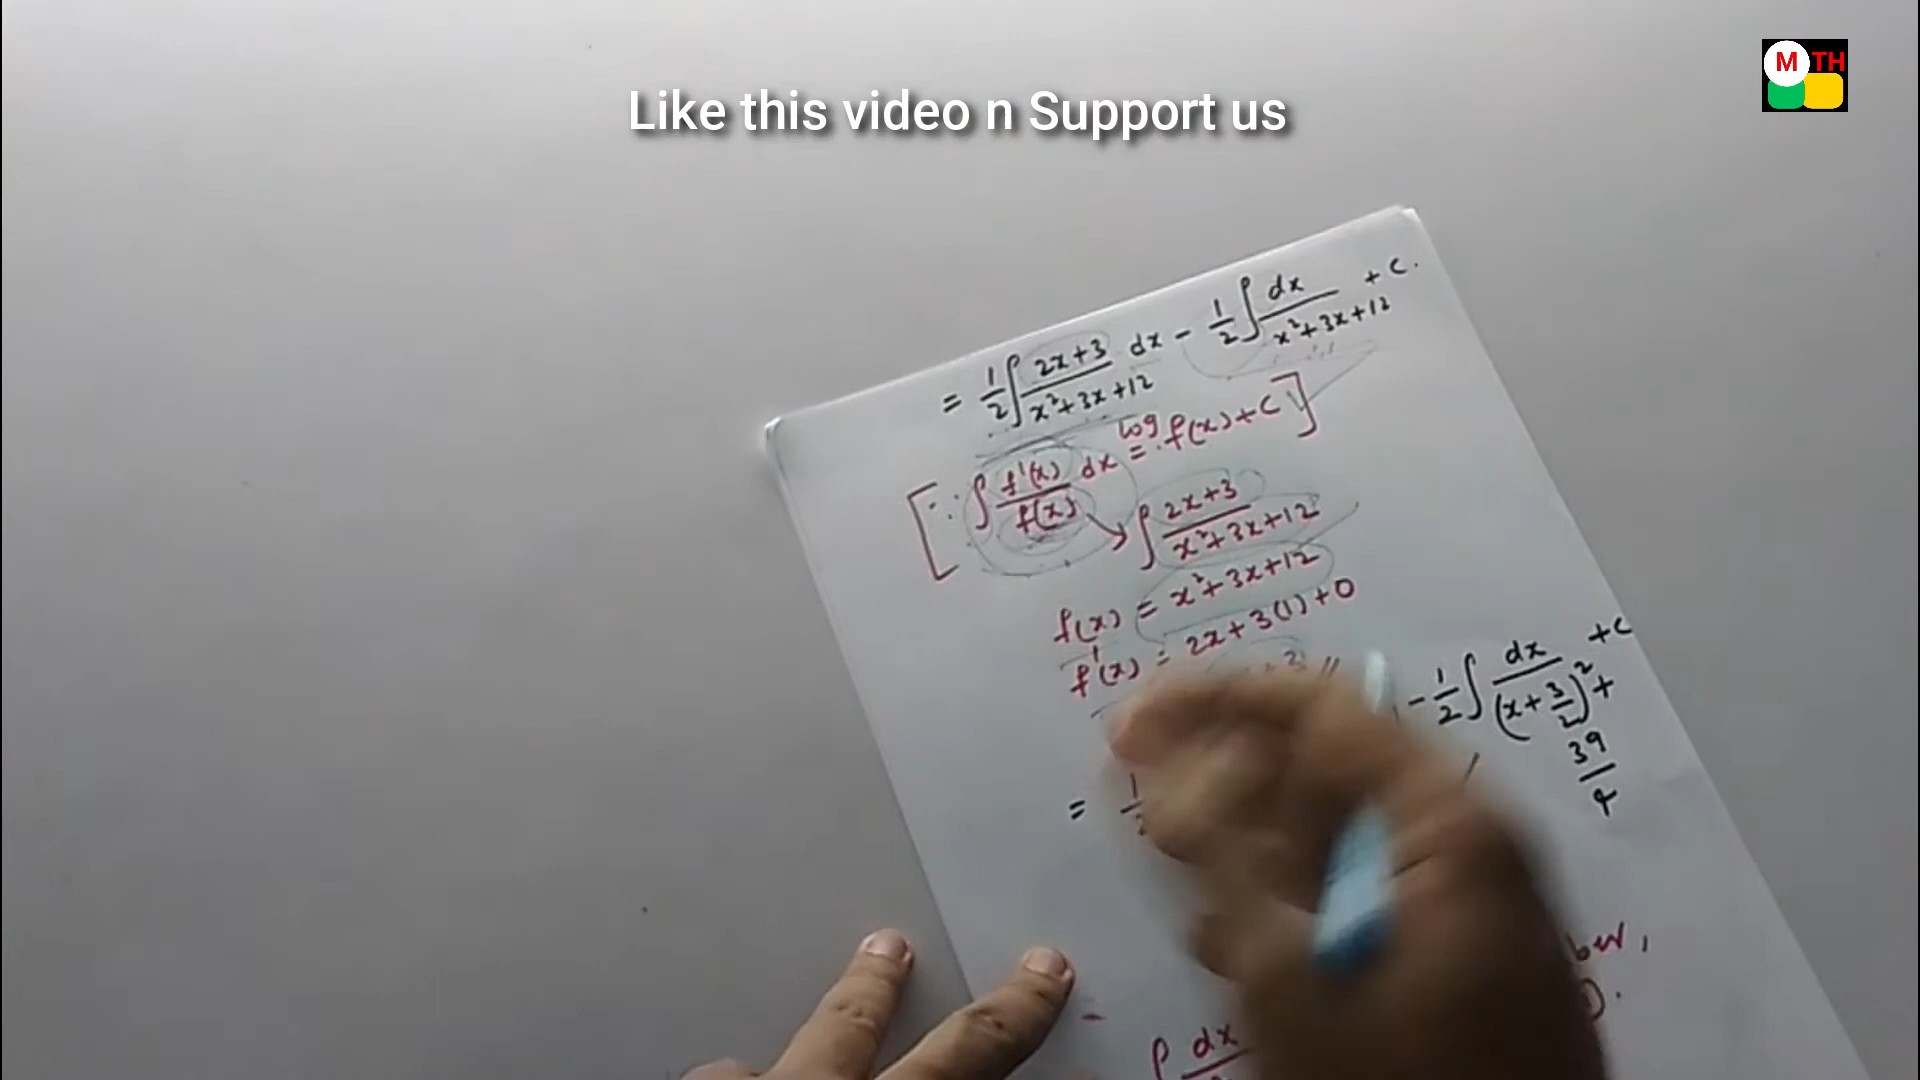 M TH
Like this video n Support us
= 1/2 ∫ 2x+3 / x²+3x+12 dx - 1/2 ∫ dx / x²+3x+12 + c.
[∵ ∫ f'(x) / f(x) dx = log f(x) + c]
∫ 2x+3 / x²+3x+12
f(x) = x²+3x+12
f'(x) = 2x+3(1)+0
- 1/2 ∫ dx / (x+3/2)² + 39/4 + c
=
dx